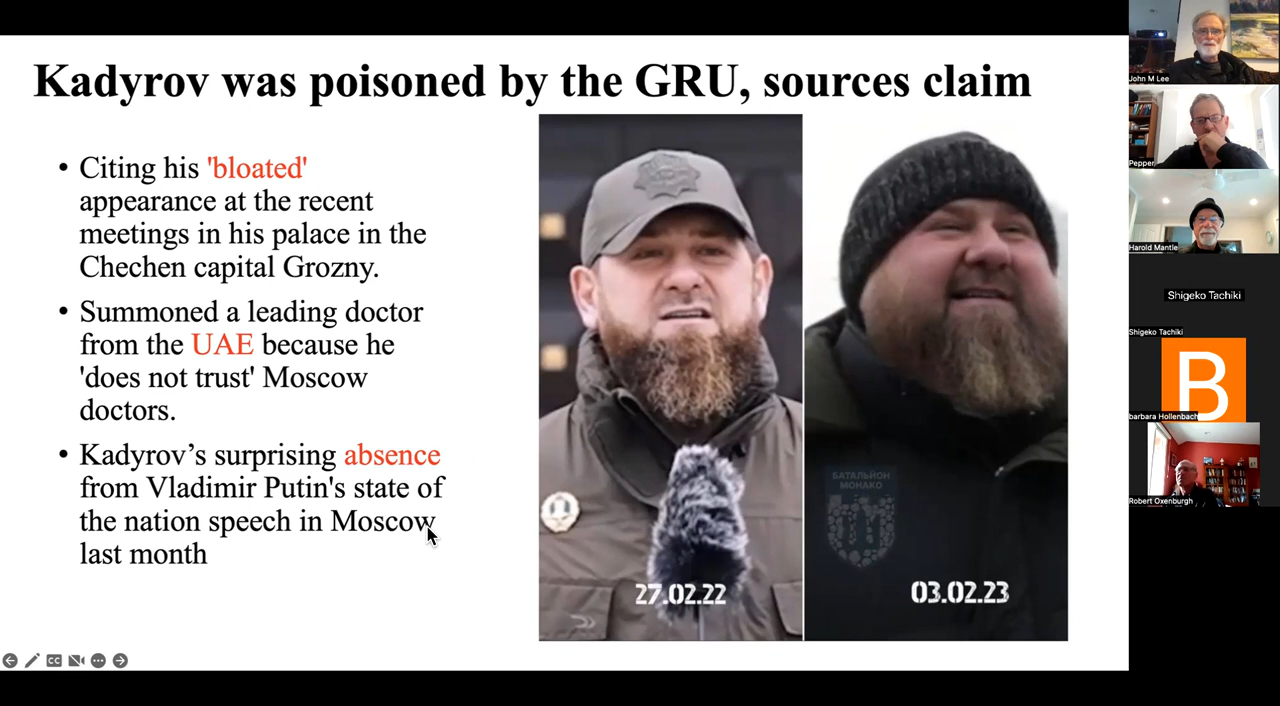 Kadyrov was poisoned by the GRU, sources claim
• Citing his 'bloated'
appearance at the recent
meetings in his palace in the
Chechen capital Grozny.
• Summoned a leading doctor
from the UAE because he
'does not trust' Moscow
doctors.
• Kadyrov’s surprising absence
from Vladimir Putin's state of
the nation speech in Moscow
last month
27.02.22
БАТАЛЬЙОН
МОНАКО
03.02.23
CC
John M Lee
Pepper
Harold Mantle
Shigeko Tachiki
Shigeko Tachiki
B
barbara Hollenbach
Robert Oxenburgh